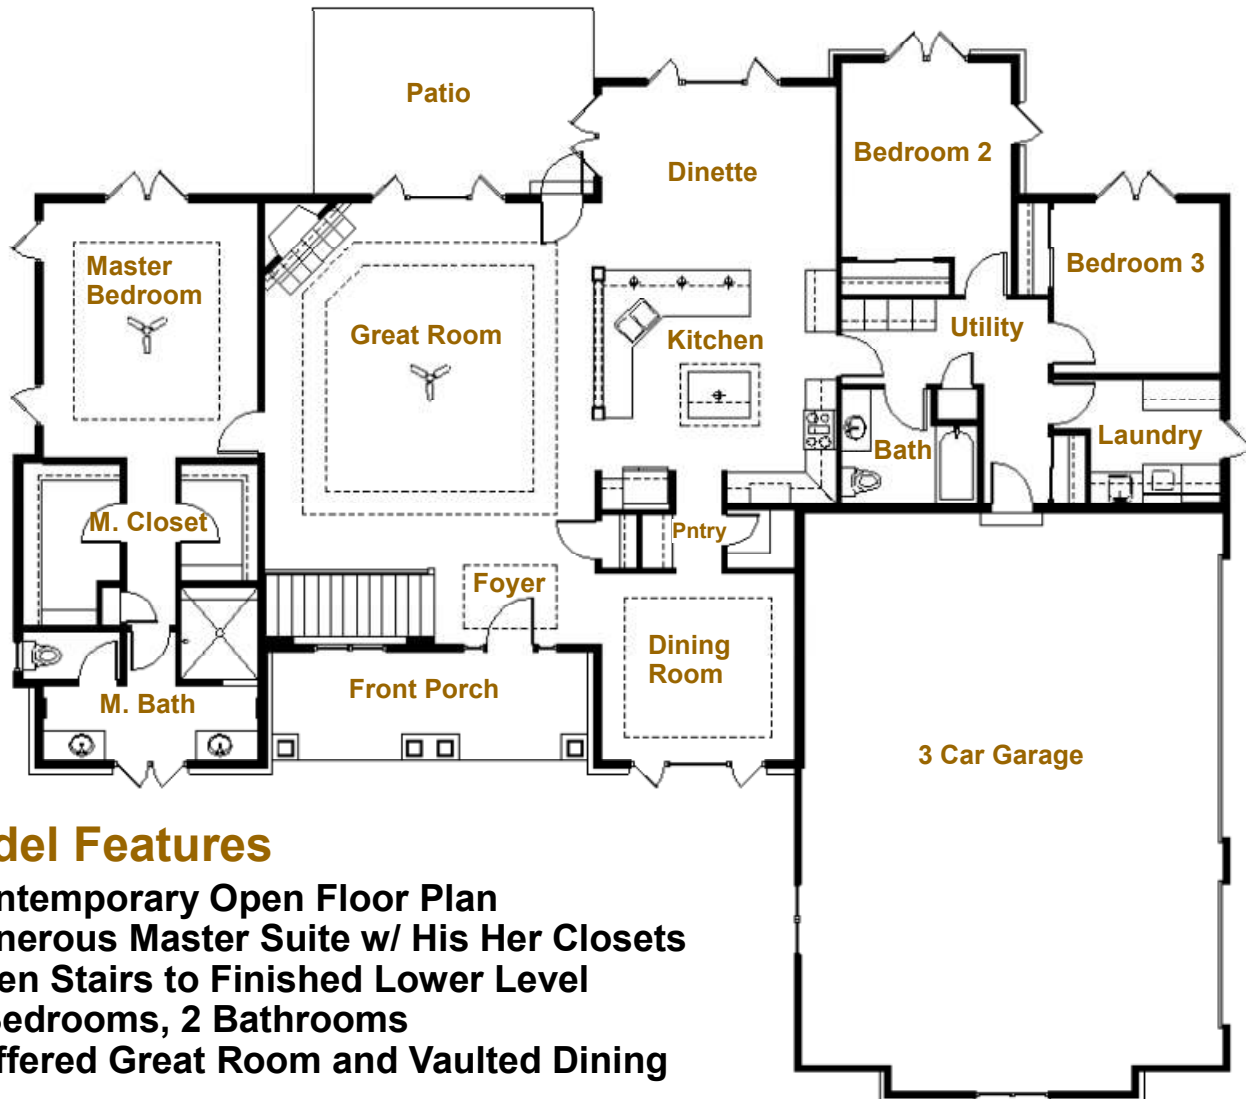 Patio
Bedroom 2
Dinette
Master
Bedroom
Bedroom 3
Great Room
Kitchen
Utility
Bath
Laundry
M. Closet
Pntry
Foyer
Dining
Room
Front Porch
M. Bath
3 Car Garage
del Features
ntemporary Open Floor Plan
nerous Master Suite w/ His Her Closets
en Stairs to Finished Lower Level
Bedrooms, 2 Bathrooms
ffered Great Room and Vaulted Dining